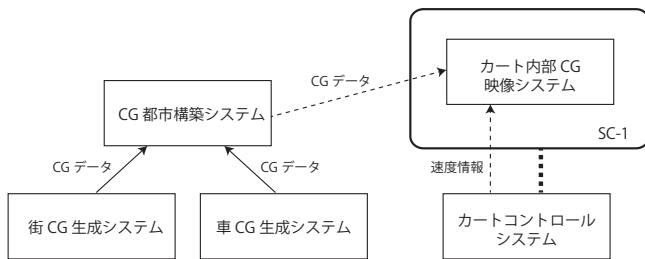 CG データ
カート内部 CG
映像システム
CG 都市構築システム
SC-1
CG データ
CG データ
速度情報
街 CG 生成システム
車 CG 生成システム
カートコントロール
システム